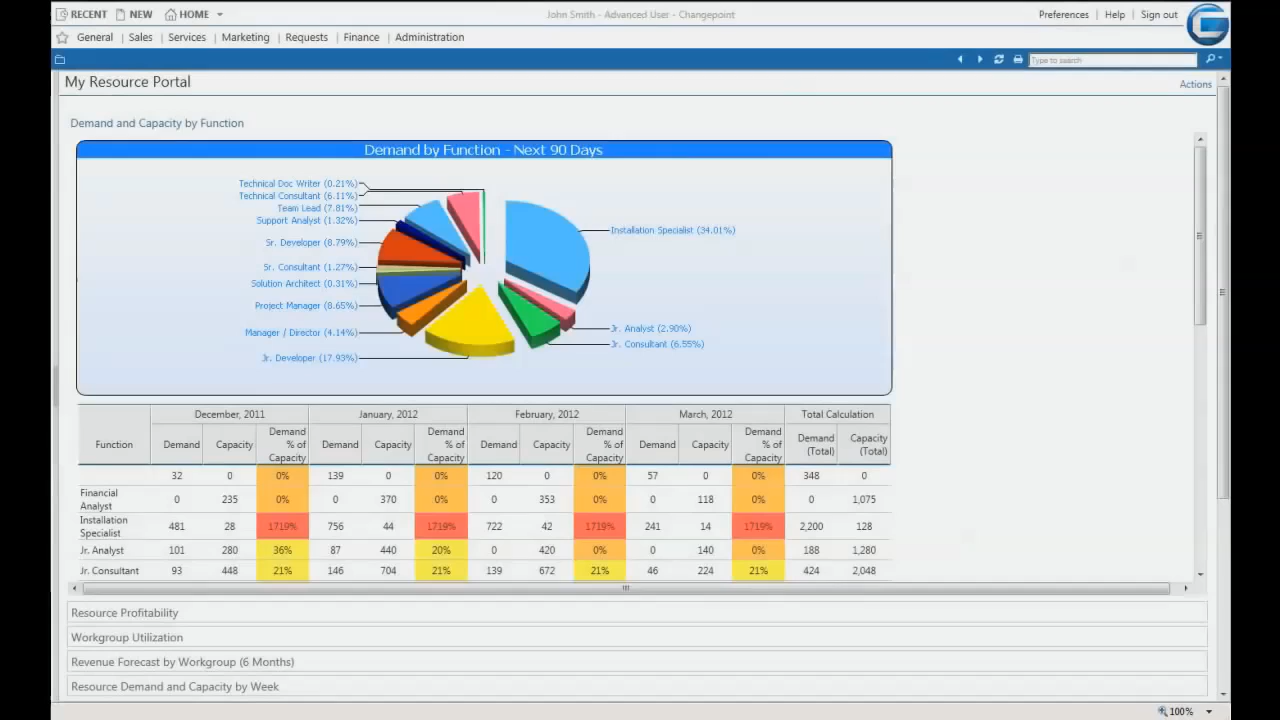 RECENT NEW HOME
John Smith - Advanced User - Changepoint
Preferences Help Sign out
General Sales Services Marketing Requests Finance Administration
Type to search
My Resource Portal
Actions
Demand and Capacity by Function
Demand by Function - Next 90 Days
Technical Doc Writer (0.21%)
Technical Consultant (6.11%)
Team Lead (7.81%)
Support Analyst (1.32%)
Sr. Developer (8.79%)
Sr. Consultant (1.27%)
Solution Architect (0.31%)
Project Manager (8.65%)
Manager / Director (4.14%)
Jr. Developer (17.93%)
Installation Specialist (34.01%)
Jr. Analyst (2.90%)
Jr. Consultant (6.55%)
December, 2011 January, 2012 February, 2012 March, 2012 Total Calculation
Function Demand Capacity Demand % of Capacity Demand Capacity Demand % of Capacity Demand Capacity Demand % of Capacity Demand Capacity Demand % of Capacity Demand (Total) Capacity (Total)
32 0 0% 139 0 0% 120 0 0% 57 0 0% 348 0
Financial Analyst 0 235 0% 0 370 0% 0 353 0% 0 118 0% 0 1,075
Installation Specialist 481 28 1719% 756 44 1719% 722 42 1719% 241 14 1719% 2,200 128
Jr. Analyst 101 280 36% 87 440 20% 0 420 0% 0 140 0% 188 1,280
Jr. Consultant 93 448 21% 146 704 21% 139 672 21% 46 224 21% 424 2,048
Resource Profitability
Workgroup Utilization
Revenue Forecast by Workgroup (6 Months)
Resource Demand and Capacity by Week
100%